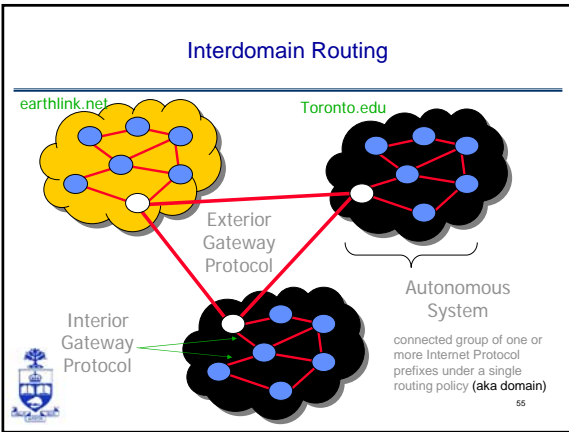 Interdomain Routing
earthlink.net
Toronto.edu
Exterior
Gateway
Protocol
Interior
Gateway
Protocol
Autonomous
System
connected group of one or
more Internet Protocol
prefixes under a single
routing policy (aka domain)
55